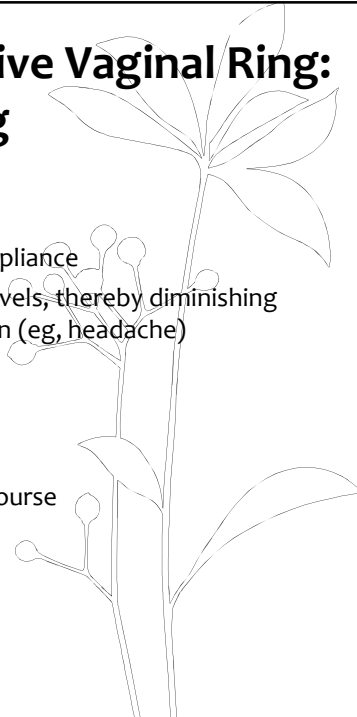 ive Vaginal Ring:
g
pliance
vels, thereby diminishing
n (eg, headache)
ourse